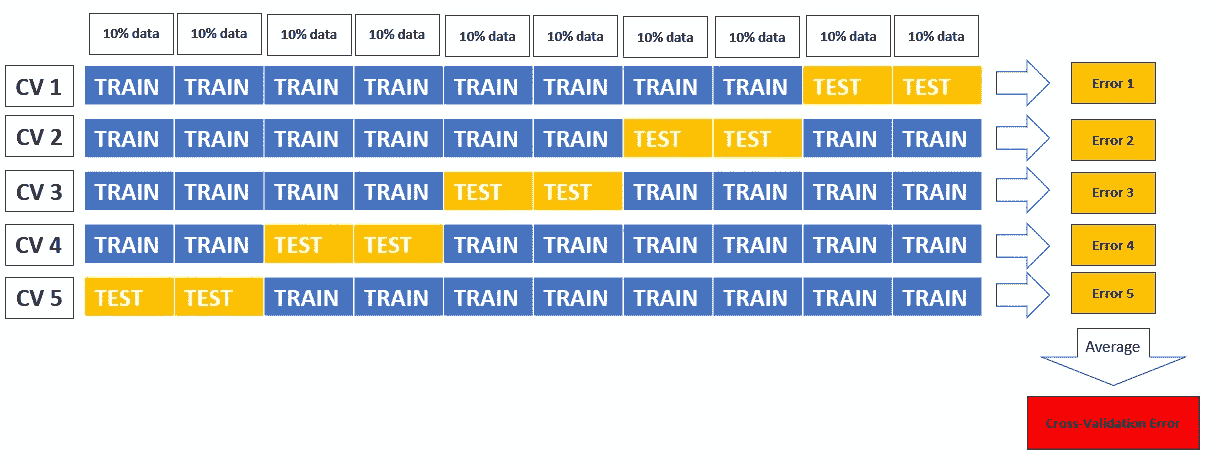 10% data 10% data 10% data 10% data 10% data 10% data 10% data 10% data 10% data 10% data
CV 1 TRAIN TRAIN TRAIN TRAIN TRAIN TRAIN TRAIN TRAIN TEST TEST Error 1
CV 2 TRAIN TRAIN TRAIN TRAIN TRAIN TRAIN TEST TEST TRAIN TRAIN Error 2
CV 3 TRAIN TRAIN TRAIN TRAIN TEST TEST TRAIN TRAIN TRAIN TRAIN Error 3
CV 4 TRAIN TRAIN TEST TEST TRAIN TRAIN TRAIN TRAIN TRAIN TRAIN Error 4
CV 5 TEST TEST TRAIN TRAIN TRAIN TRAIN TRAIN TRAIN TRAIN TRAIN Error 5
Average
Cross-Validation Error